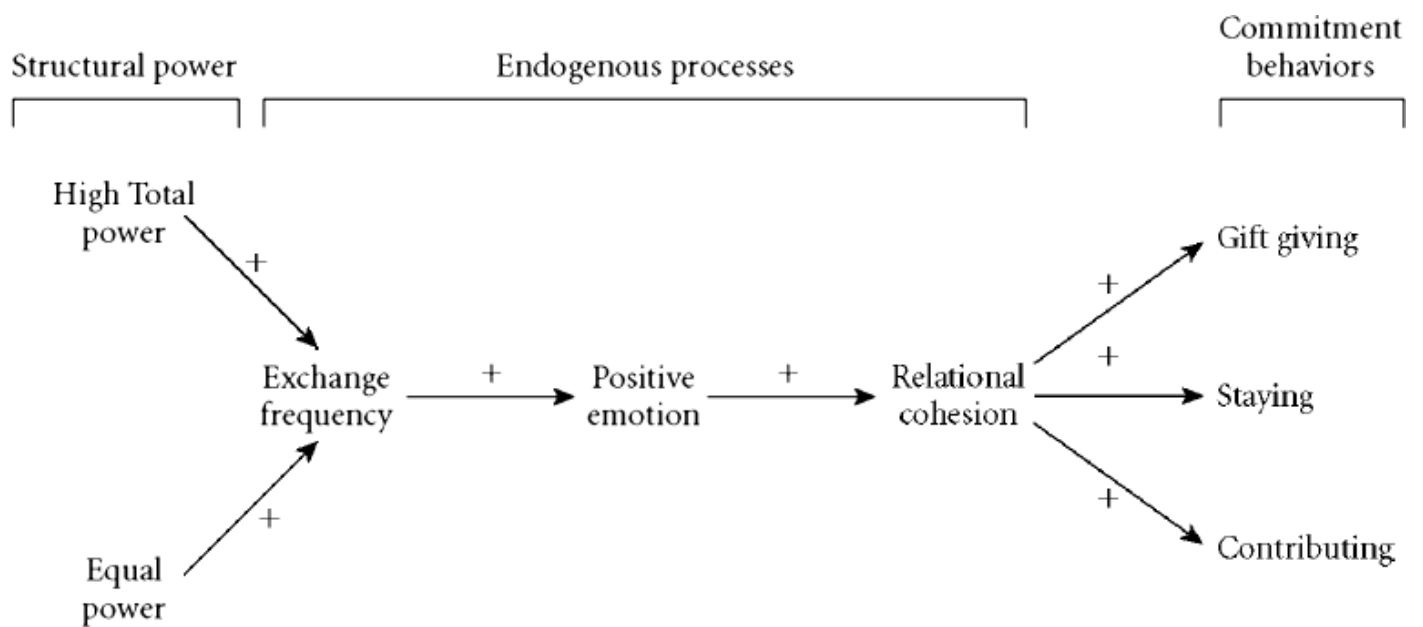 Structural power
Endogenous processes
Commitment
behaviors
High Total
power
+
Exchange
frequency
+
Equal
power
+
Positive
emotion
+
Relational
cohesion
+
Gift giving
+
Staying
+
Contributing